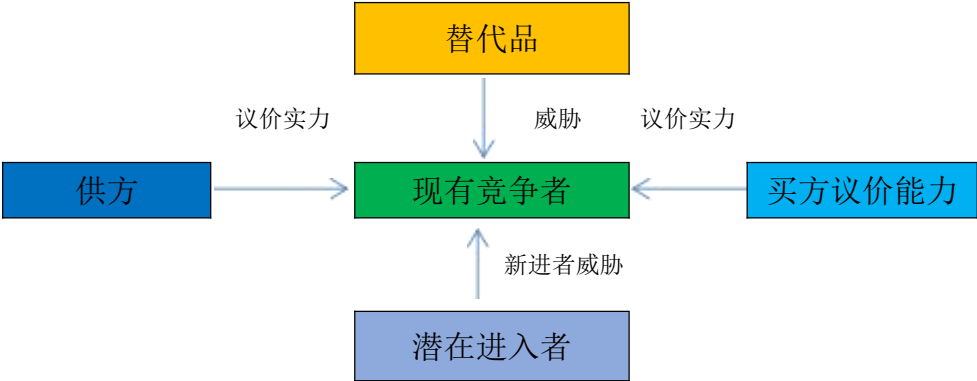 替代品
议价实力
威胁
议价实力
供方
现有竞争者
买方议价能力
新进者威胁
潜在进入者